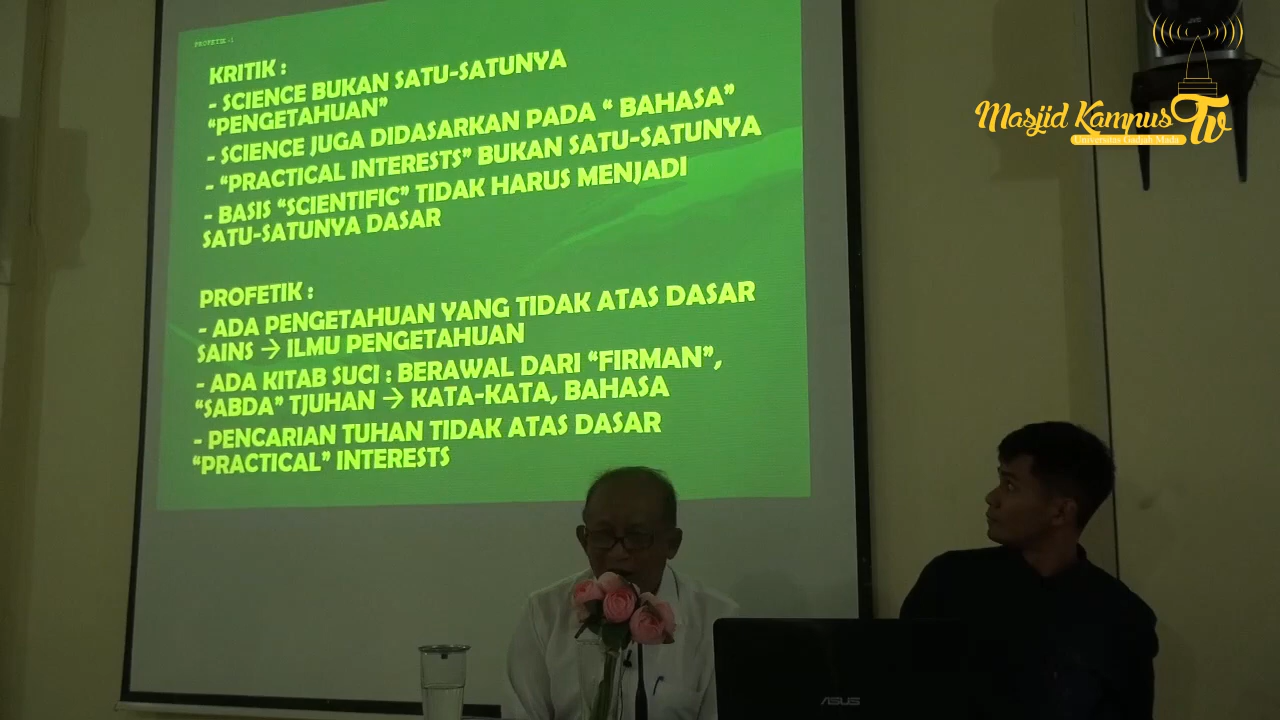 PROFETIK -1
KRITIK :
- SCIENCE BUKAN SATU-SATUNYA
“PENGETAHUAN”
- SCIENCE JUGA DIDASARKAN PADA “ BAHASA”
- “PRACTICAL INTERESTS” BUKAN SATU-SATUNYA
- BASIS “SCIENTIFIC” TIDAK HARUS MENJADI
SATU-SATUNYA DASAR
PROFETIK :
- ADA PENGETAHUAN YANG TIDAK ATAS DASAR
SAINS → ILMU PENGETAHUAN
- ADA KITAB SUCI : BERAWAL DARI “FIRMAN”,
“SABDA” TJUHAN → KATA-KATA, BAHASA
- PENCARIAN TUHAN TIDAK ATAS DASAR
“PRACTICAL” INTERESTS
JVC
Masjid Kampus Tv
Universitas Gadjah Mada
ASUS